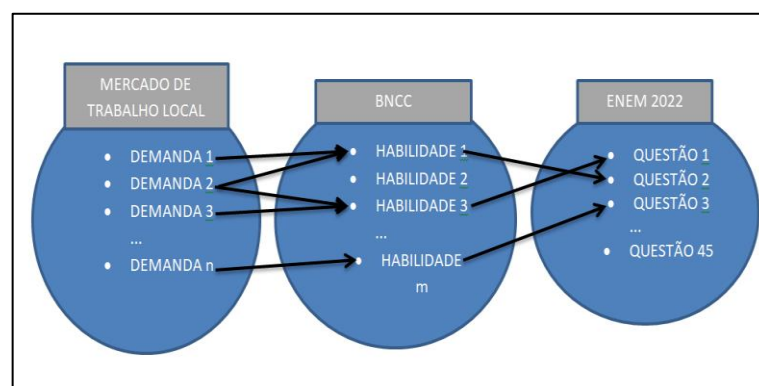 MERCADO DE
TRABALHO LOCAL
DEMANDA 1
DEMANDA 2
DEMANDA 3
...
DEMANDA n
BNCC
HABILIDADE 1
HABILIDADE 2
HABILIDADE 3
...
HABILIDADE
m
ENEM 2022
QUESTÃO 1
QUESTÃO 2
QUESTÃO 3
...
QUESTÃO 45